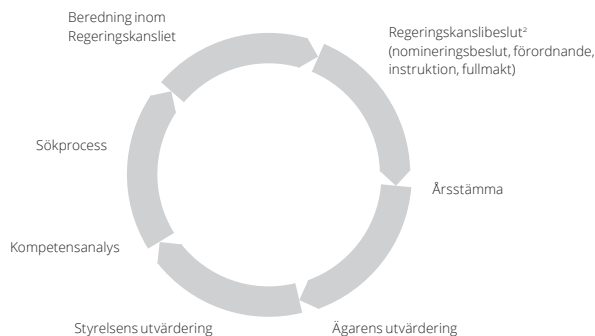 Beredning inom
Regeringskansliet
Regeringskanslibeslut²
(nomineringsbeslut, förordnande,
instruktion, fullmakt)
Sökprocess
Årsstämma
Kompetensanalys
Styrelsens utvärdering
Ägarens utvärdering